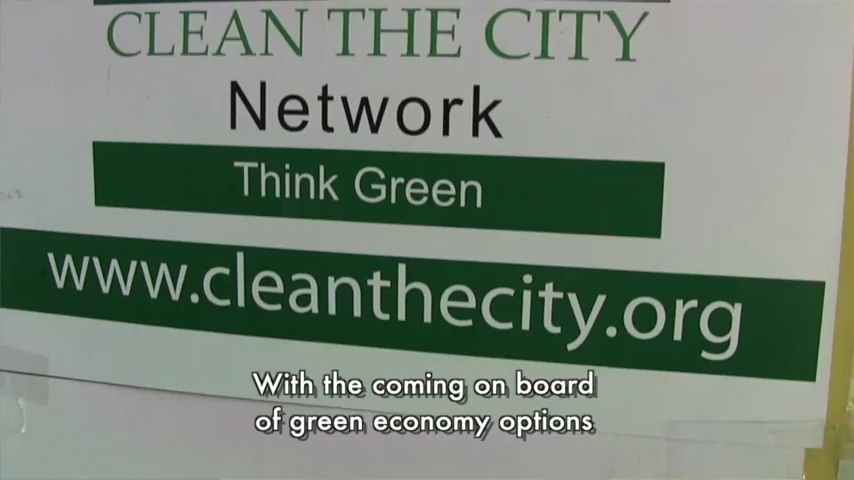 CLEAN THE CITY
Network
Think Green
www.cleanthecity.org
With the coming on board
of green economy options